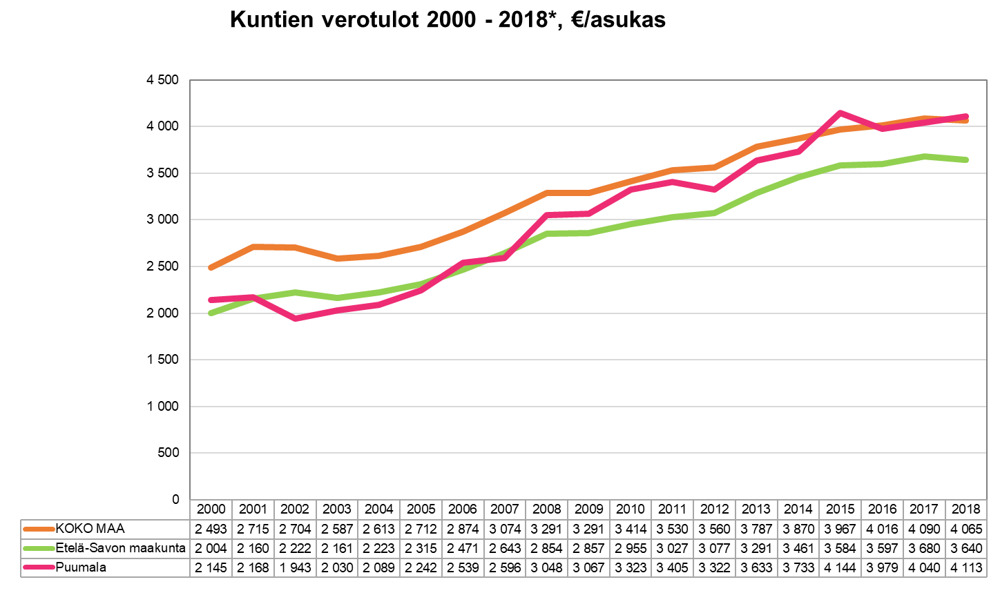 Kuntien verotulot 2000 - 2018*, €/asukas
4 500
4 000
3 500
3 000
2 500
2 000
1 500
1 000
500
0
2000 2001 2002 2003 2004 2005 2006 2007 2008 2009 2010 2011 2012 2013 2014 2015 2016 2017 2018
KOKO MAA 2 493 2 715 2 704 2 587 2 613 2 712 2 874 3 074 3 291 3 291 3 414 3 530 3 560 3 787 3 870 3 967 4 016 4 090 4 065
Etelä-Savon maakunta 2 004 2 160 2 222 2 161 2 223 2 315 2 471 2 643 2 854 2 857 2 955 3 027 3 077 3 291 3 461 3 584 3 597 3 680 3 640
Puumala 2 145 2 168 1 943 2 030 2 089 2 242 2 539 2 596 3 048 3 067 3 323 3 405 3 322 3 633 3 733 4 144 3 979 4 040 4 113